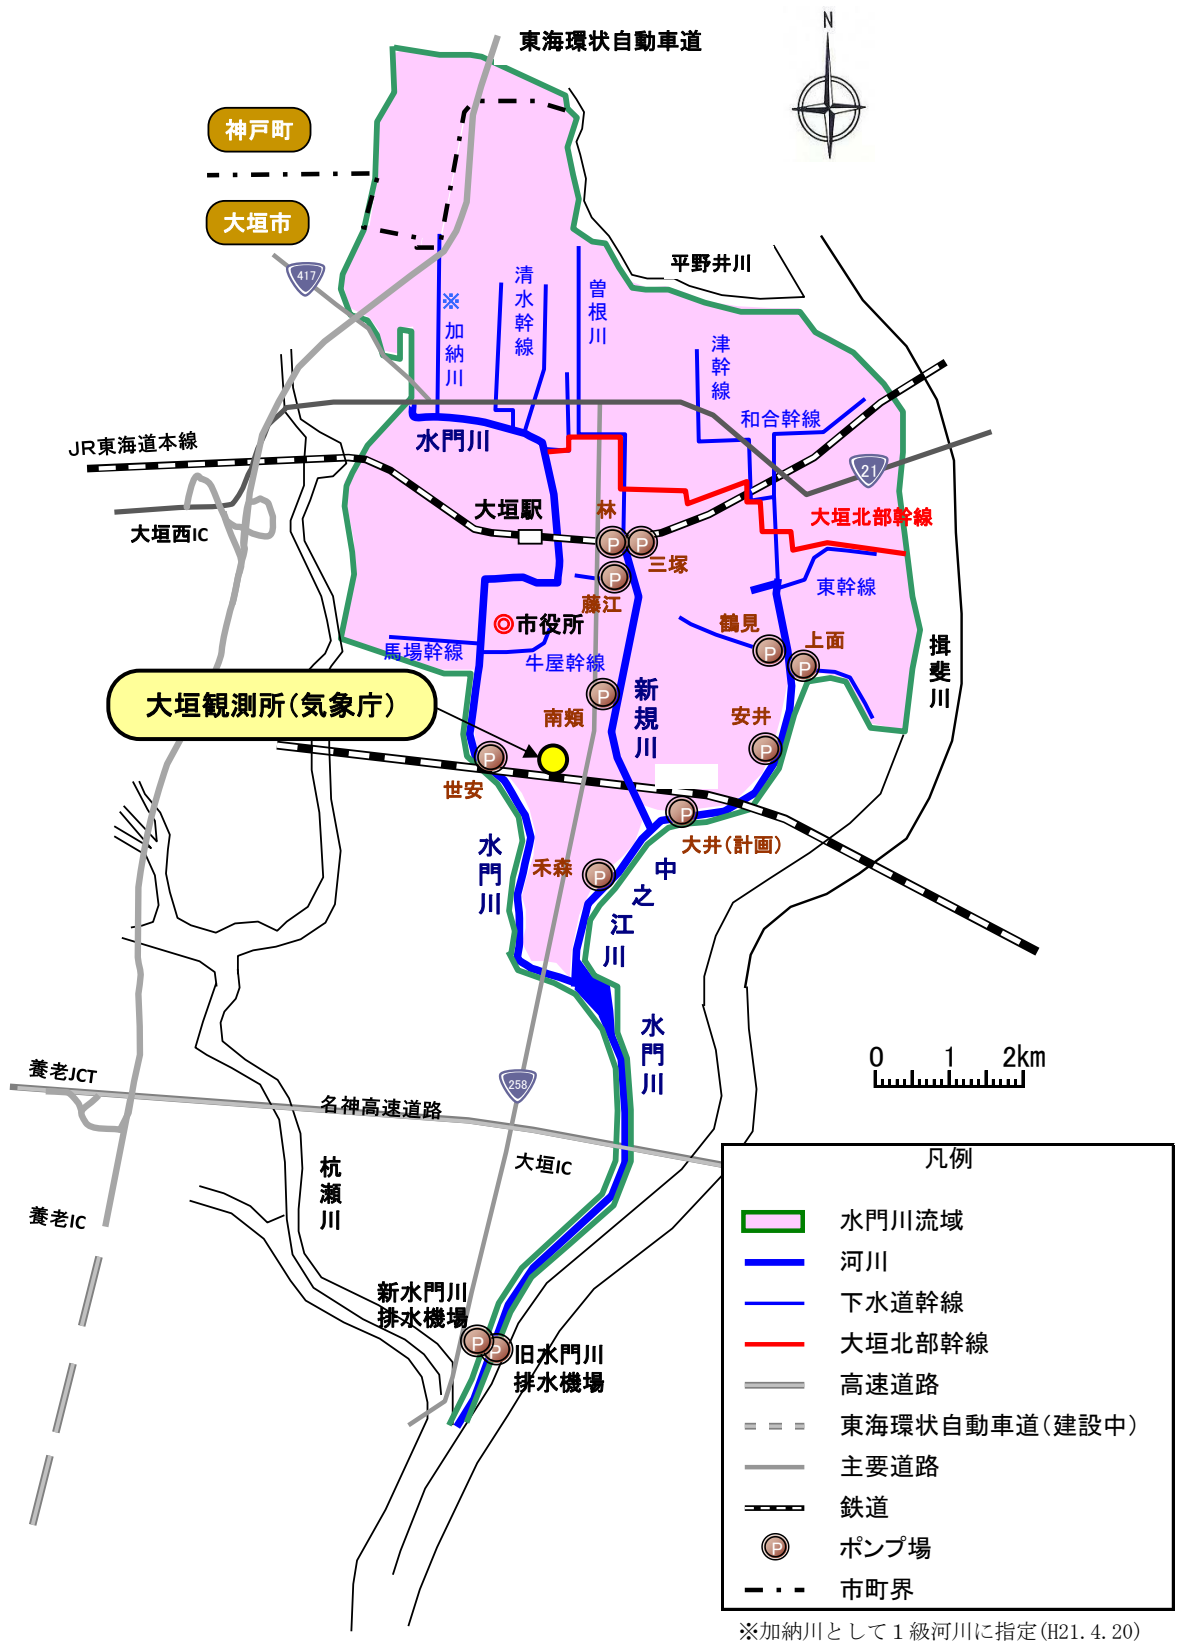 東海環状自動車道
N
神戸町
大垣市
417
平野井川
清水幹線
曽根川
※加納川
津幹線
和合幹線
水門川
JR東海道本線
21
大垣駅
林
大垣北部幹線
大垣西IC
三塚
藤江
東幹線
市役所
鶴見
上面
馬場幹線
牛屋幹線
揖斐川
大垣観測所(気象庁)
南頬
新規川
安井
世安
水門川
大井(計画)
禾森
中之江川
水門川
0 1 2km
養老JCT
258
名神高速道路
大垣IC
杭瀬川
養老IC
新水門川
排水機場
旧水門川
排水機場
P
P
P
P
P
P
P
P
P
P
P
P
凡例
水門川流域
河川
下水道幹線
大垣北部幹線
高速道路
東海環状自動車道(建設中)
主要道路
鉄道
P ポンプ場
市町界
※加納川として1級河川に指定(H21.4.20)